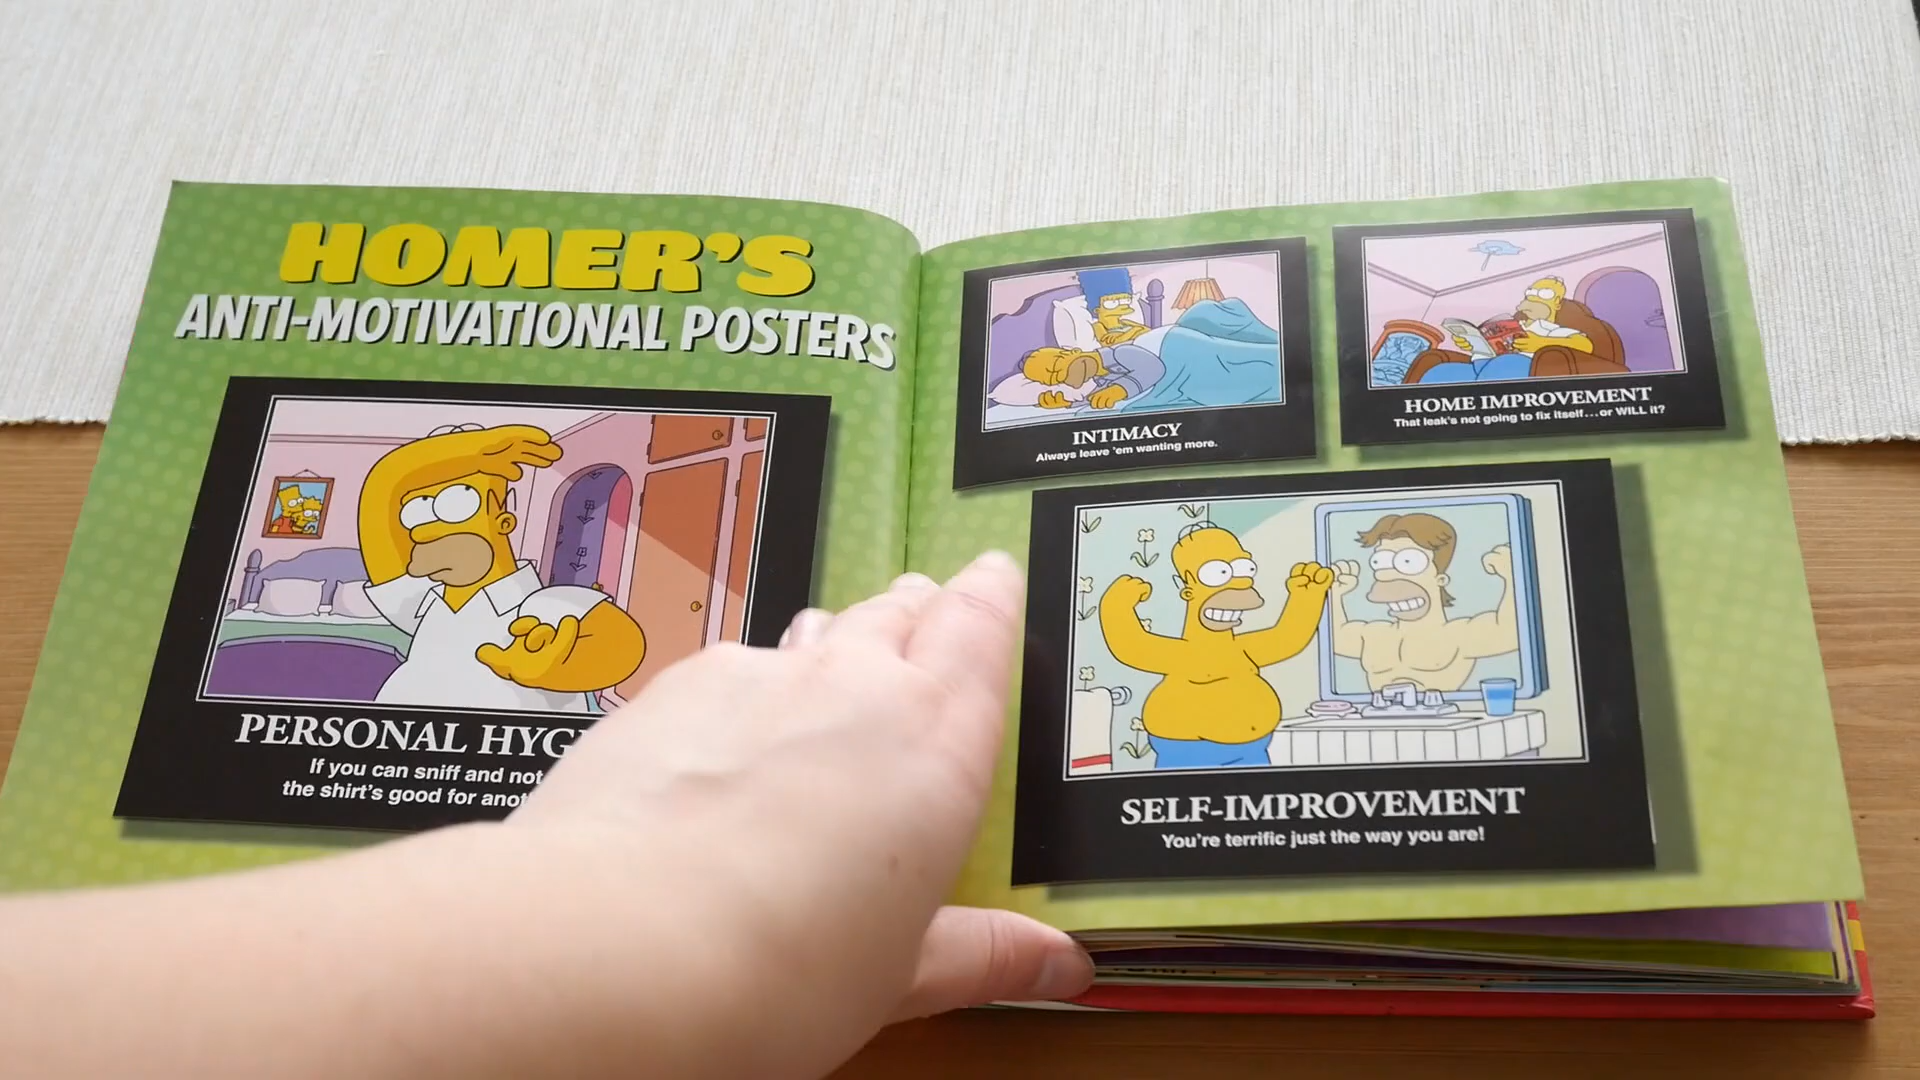 HOMER'S
ANTI-MOTIVATIONAL POSTERS
PERSONAL
If you can sniff and not
the shirt's good for
INTIMACY
Always leave 'em wanting more.
HOME IMPROVEMENT
That leak's not going to fix itself...or WILL it?
SELF-IMPROVEMENT
You're terrific just the way you are!